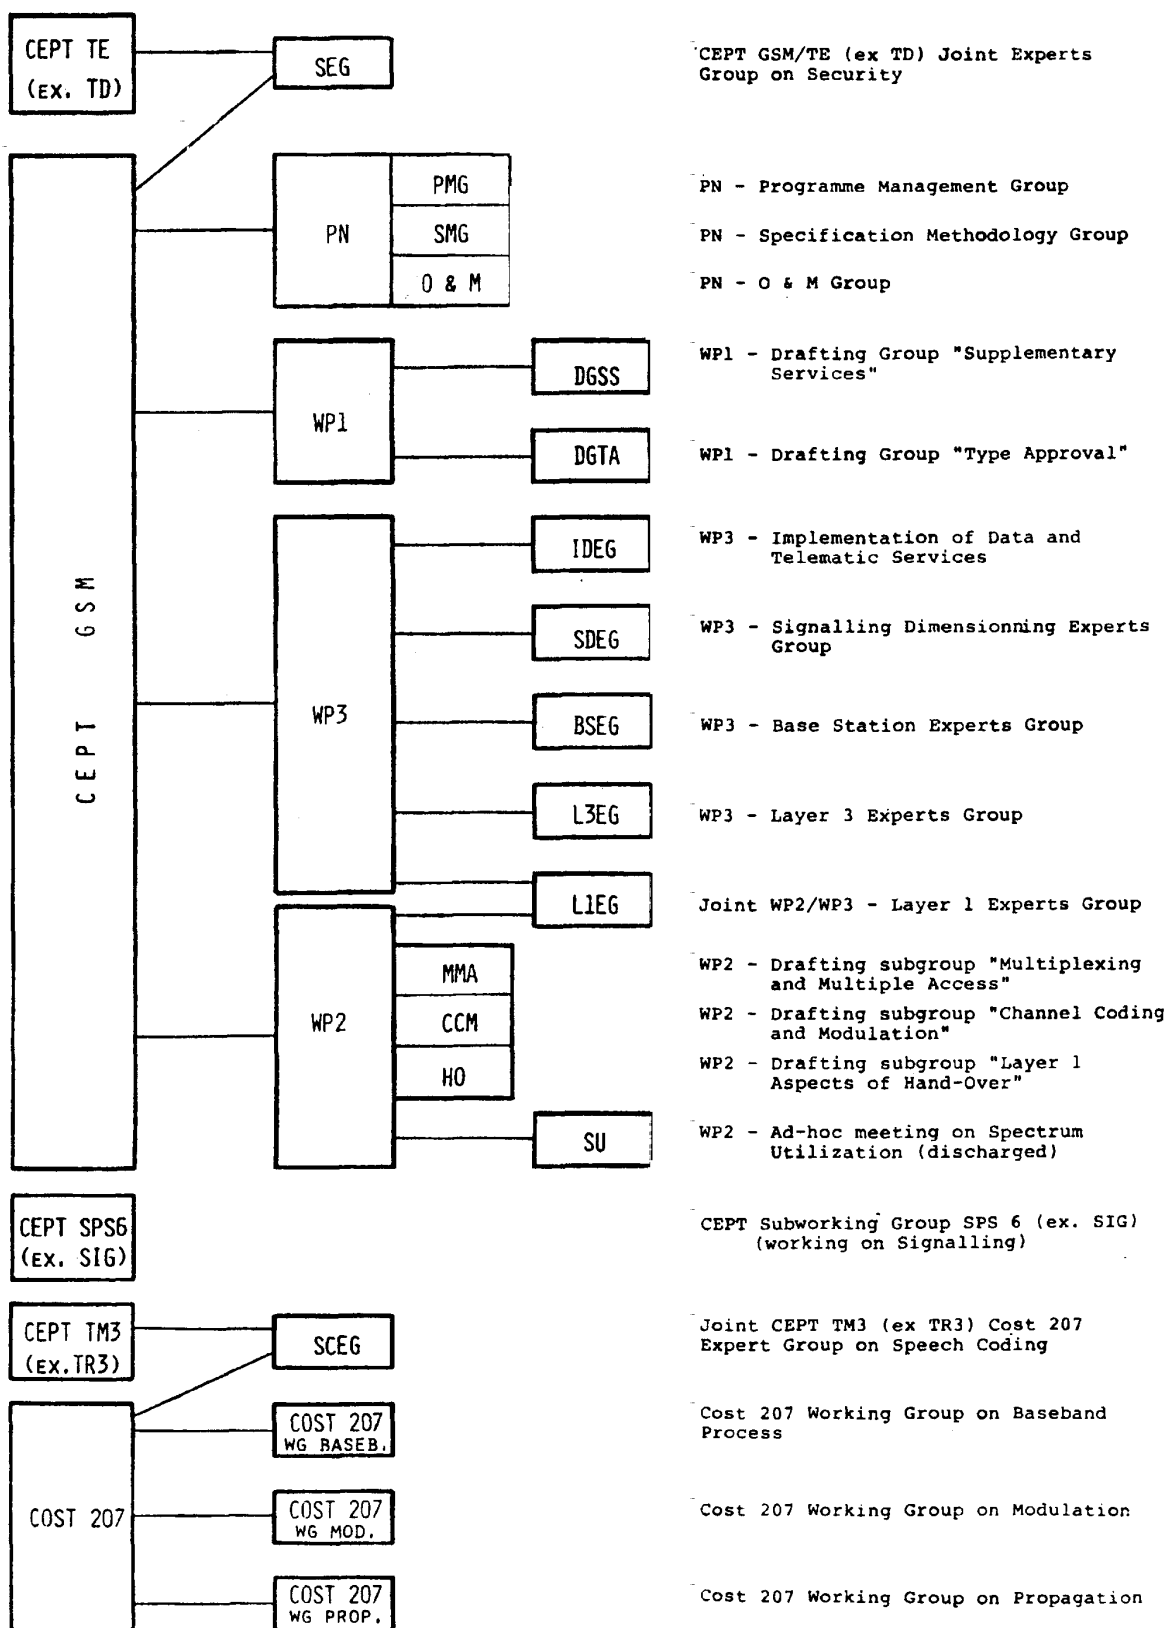 CEPT TE
(EX. TD)
SEG
CEPT GSM/TE (ex TD) Joint Experts
Group on Security
CEPT GSM
PN
PMG
SMG
O & M
PN - Programme Management Group
PN - Specification Methodology Group
PN - O & M Group
WP1
DGSS
DGTA
WP1 - Drafting Group "Supplementary
Services"
WP1 - Drafting Group "Type Approval"
WP3
IDEG
SDEG
BSEG
L3EG
L1EG
WP3 - Implementation of Data and
Telematic Services
WP3 - Signalling Dimensionning Experts
Group
WP3 - Base Station Experts Group
WP3 - Layer 3 Experts Group
Joint WP2/WP3 - Layer 1 Experts Group
WP2
MMA
CCM
HO
SU
WP2 - Drafting subgroup "Multiplexing
and Multiple Access"
WP2 - Drafting subgroup "Channel Coding
and Modulation"
WP2 - Drafting subgroup "Layer 1
Aspects of Hand-Over"
WP2 - Ad-hoc meeting on Spectrum
Utilization (discharged)
CEPT SPS6
(EX. SIG)
CEPT Subworking Group SPS 6 (ex. SIG)
(working on Signalling)
CEPT TM3
(EX.TR3)
SCEG
Joint CEPT TM3 (ex TR3) Cost 207
Expert Group on Speech Coding
COST 207
COST 207
WG BASEB.
Cost 207 Working Group on Baseband
Process
COST 207
WG MOD.
Cost 207 Working Group on Modulation
COST 207
WG PROP.
Cost 207 Working Group on Propagation